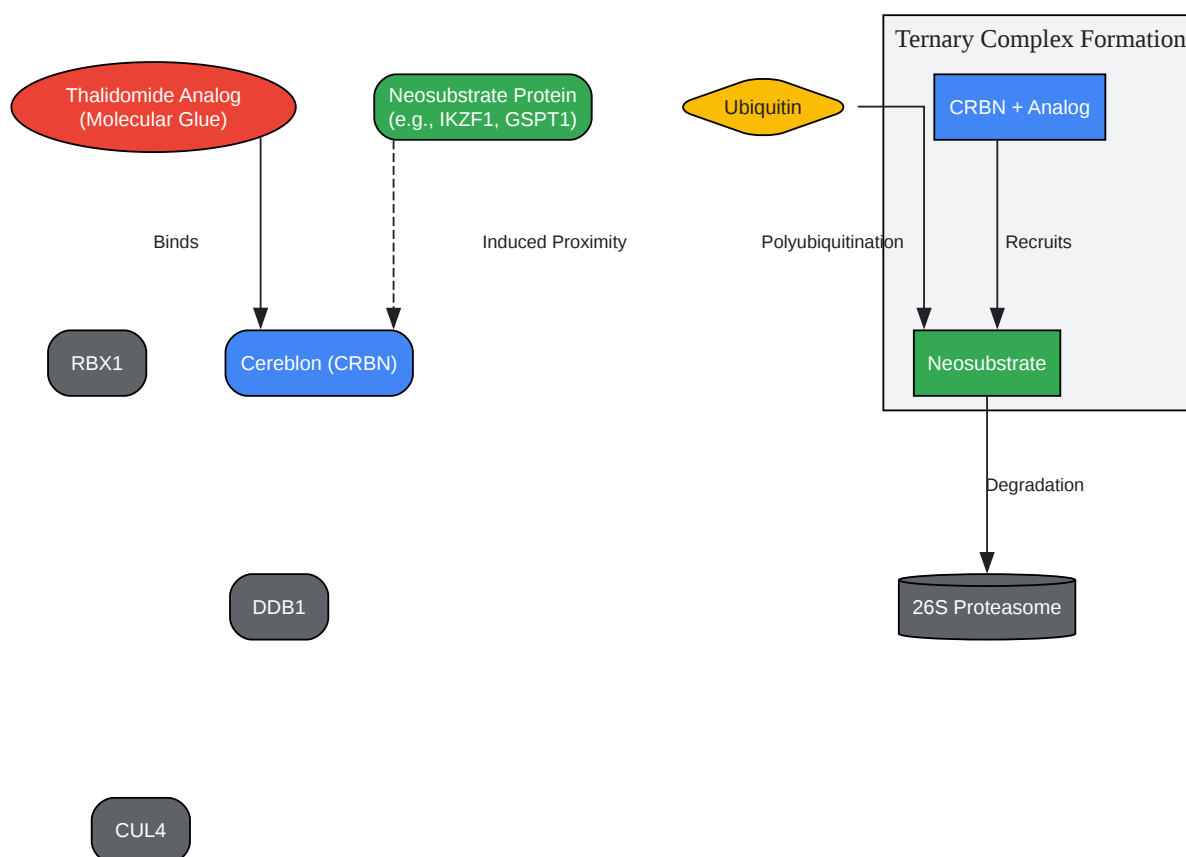 Ternary Complex Formation
Thalidomide Analog
(Molecular Glue)
Neosubstrate Protein
(e.g., IKZF1, GSPT1)
Ubiquitin
CRBN + Analog
Binds
Induced Proximity
Polyubiquitination
Recruits
RBX1
Cereblon (CRBN)
Neosubstrate
Degradation
DDB1
26S Proteasome
CUL4